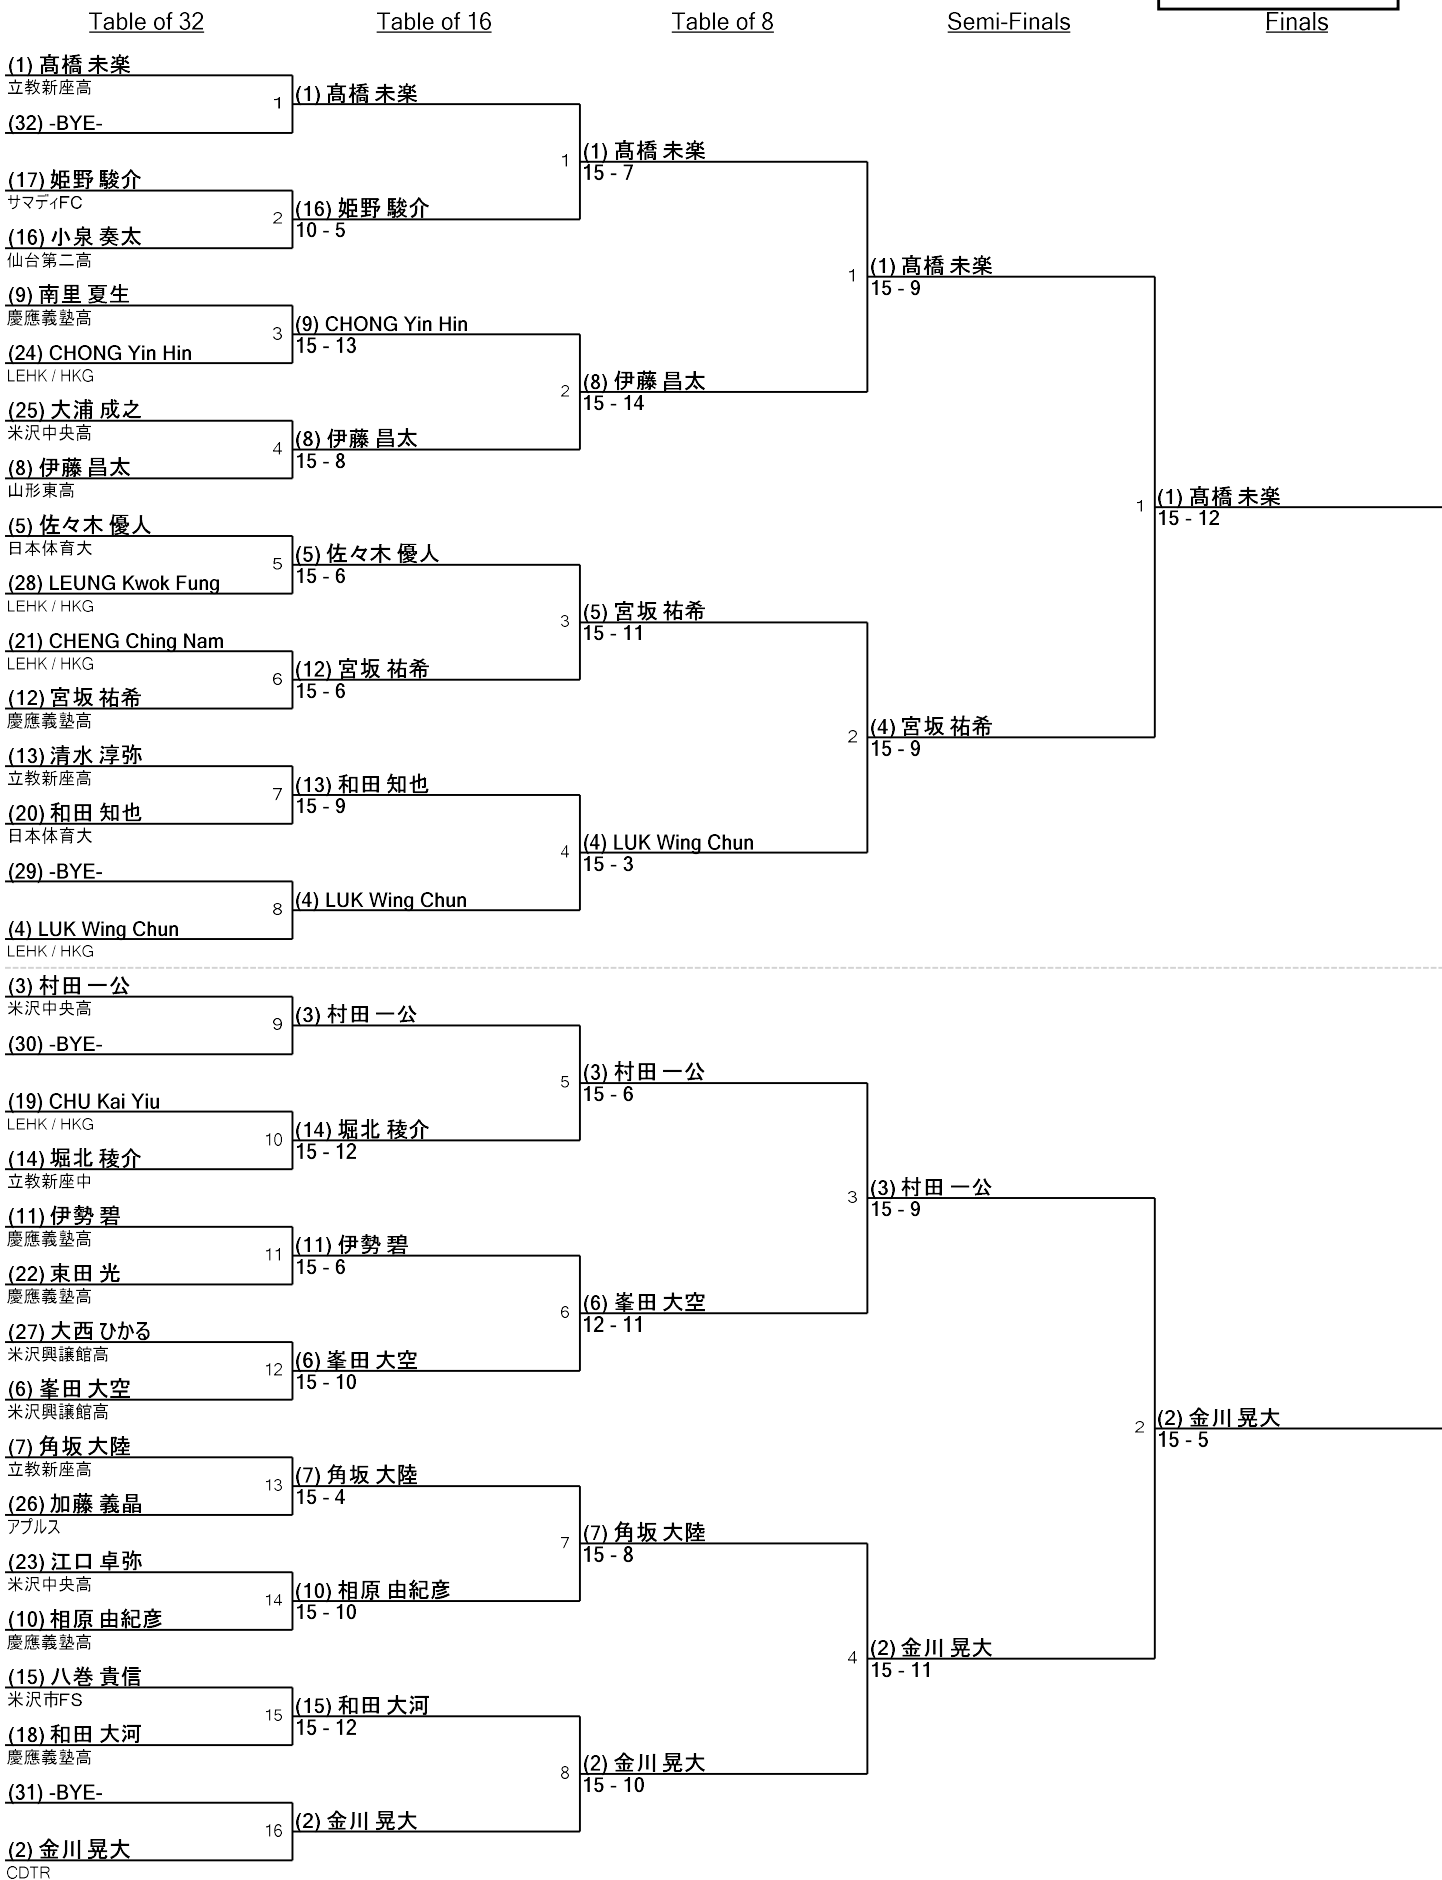 Table of 32 Table of 16 Table of 8 Semi-Finals Finals
(1)髙橋 未楽
立教新座高
1
(32) -BYE-
(1) 髙橋 未楽
(17) 姫野 駿介
サマディFC
2
(16) 小泉 奏太
仙台第二高
(16) 姫野 駿介
10 - 5
1
(1) 髙橋 未楽
15 - 7
(9) 南里 夏生
慶應義塾高
3
(24) CHONG Yin Hin
LEHK / HKG
(9) CHONG Yin Hin
15 - 13
(25) 大浦 成之
米沢中央高
4
(8) 伊藤 昌太
山形東高
(8) 伊藤 昌太
15 - 8
2
(8) 伊藤 昌太
15 - 14
1
(1) 髙橋 未楽
15 - 9
(5) 佐々木 優人
日本体育大
5
(28) LEUNG Kwok Fung
LEHK / HKG
(5) 佐々木 優人
15 - 6
(21) CHENG Ching Nam
LEHK / HKG
6
(12) 宮坂 祐希
慶應義塾高
(12) 宮坂 祐希
15 - 6
3
(5) 宮坂 祐希
15 - 11
(13) 清水 淳弥
立教新座高
7
(20) 和田 知也
日本体育大
(13) 和田 知也
15 - 9
(29) -BYE-
8
(4) LUK Wing Chun
LEHK / HKG
(4) LUK Wing Chun
4
(4) LUK Wing Chun
15 - 3
2
(4) 宮坂 祐希
15 - 9
1
(1) 髙橋 未楽
15 - 12
(3) 村田 一公
米沢中央高
9
(30) -BYE-
(3) 村田 一公
(19) CHU Kai Yiu
LEHK / HKG
10
(14) 堀北 稜介
立教新座中
(14) 堀北 稜介
15 - 12
5
(3) 村田 一公
15 - 6
(11) 伊勢 碧
慶應義塾高
11
(22) 束田 光
慶應義塾高
(11) 伊勢 碧
15 - 6
(27) 大西 ひかる
米沢興譲館高
12
(6) 峯田 大空
米沢興譲館高
(6) 峯田 大空
15 - 10
6
(6) 峯田 大空
12 - 11
3
(3) 村田 一公
15 - 9
(7) 角坂 大陸
立教新座高
13
(26) 加藤 義晶
アプルス
(7) 角坂 大陸
15 - 4
(23) 江口 卓弥
米沢中央高
14
(10) 相原 由紀彦
慶應義塾高
(10) 相原 由紀彦
15 - 10
7
(7) 角坂 大陸
15 - 8
(15) 八巻 貴信
米沢市FS
15
(18) 和田 大河
慶應義塾高
(15) 和田 大河
15 - 12
(31) -BYE-
16
(2) 金川 晃大
CDTR
(2) 金川 晃大
8
(2) 金川 晃大
15 - 10
4
(2) 金川 晃大
15 - 11
2
(2) 金川 晃大
15 - 5